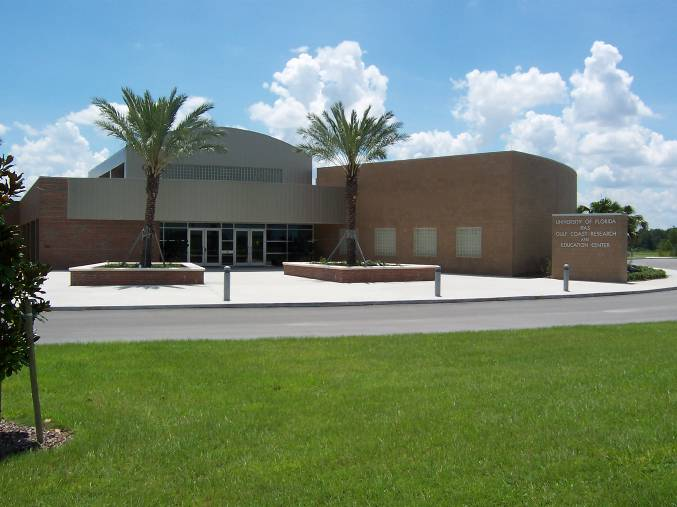 UNIVERSITY OF FLORIDA
IFAS
GULF COAST RESEARCH
AND
EDUCATION CENTER